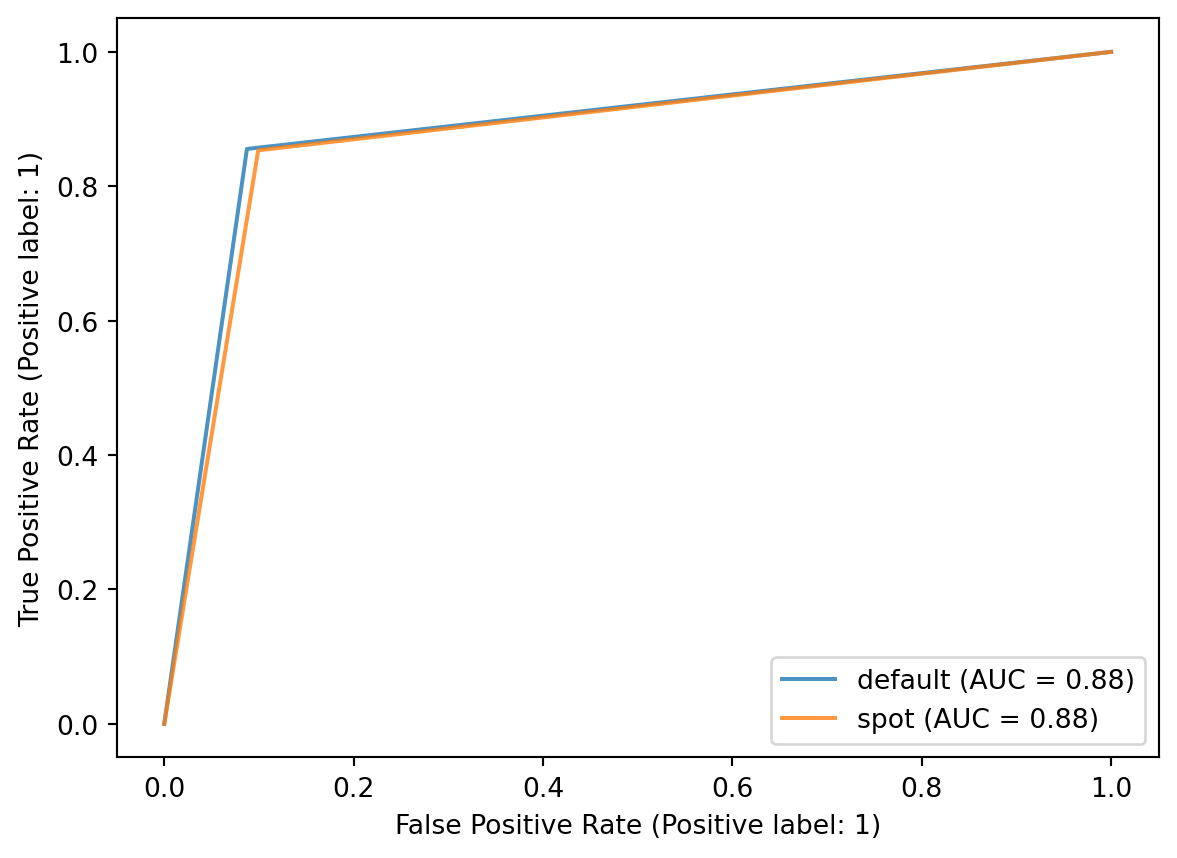 1.0
0.8
0.6
0.4
0.2
0.0
True Positive Rate (Positive label: 1)
default (AUC = 0.88)
spot (AUC = 0.88)
0.0 0.2 0.4 0.6 0.8 1.0
False Positive Rate (Positive label: 1)